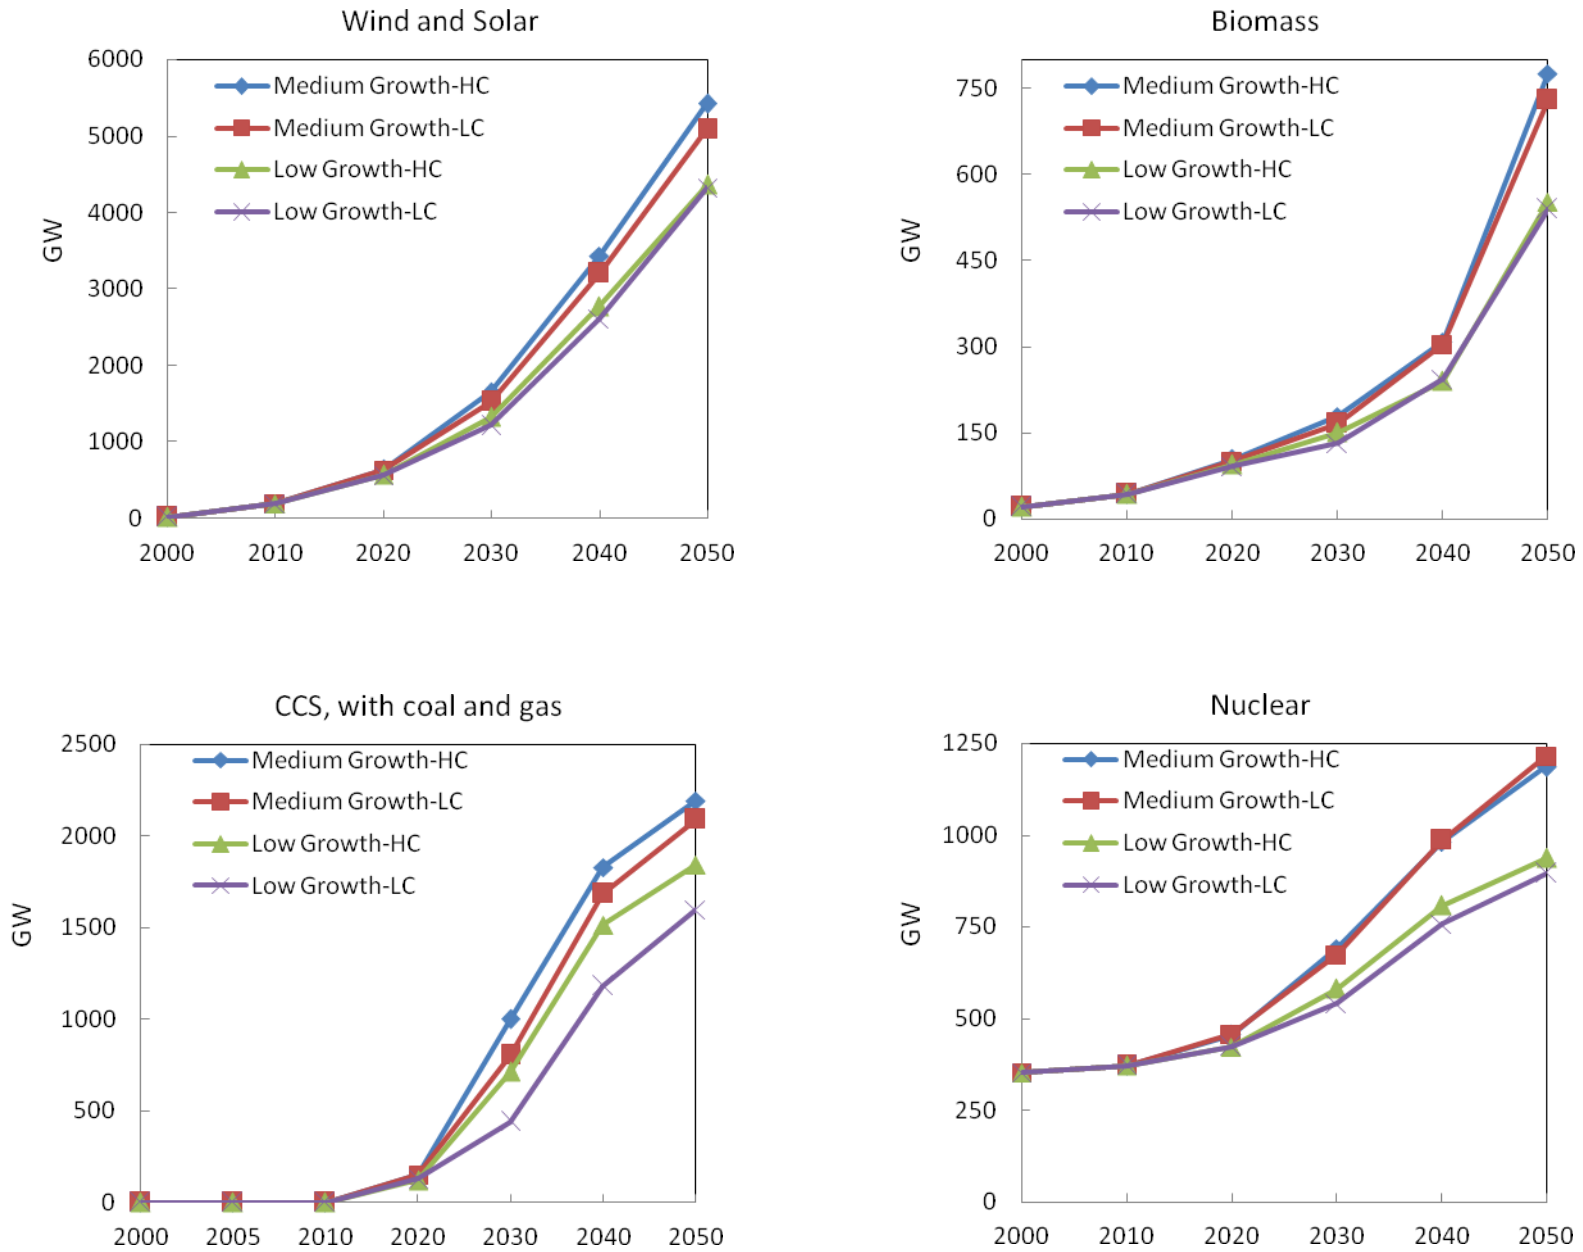 Wind and Solar
6000
5000
4000
3000
2000
1000
0
GW
Medium Growth-HC
Medium Growth-LC
Low Growth-HC
Low Growth-LC
2000 2010 2020 2030 2040 2050
Biomass
750
600
450
300
150
0
GW
Medium Growth-HC
Medium Growth-LC
Low Growth-HC
Low Growth-LC
2000 2010 2020 2030 2040 2050
CCS, with coal and gas
2500
2000
1500
1000
500
0
GW
Medium Growth-HC
Medium Growth-LC
Low Growth-HC
Low Growth-LC
2000 2005 2010 2020 2030 2040 2050
Nuclear
1250
1000
750
500
250
0
GW
Medium Growth-HC
Medium Growth-LC
Low Growth-HC
Low Growth-LC
2000 2010 2020 2030 2040 2050